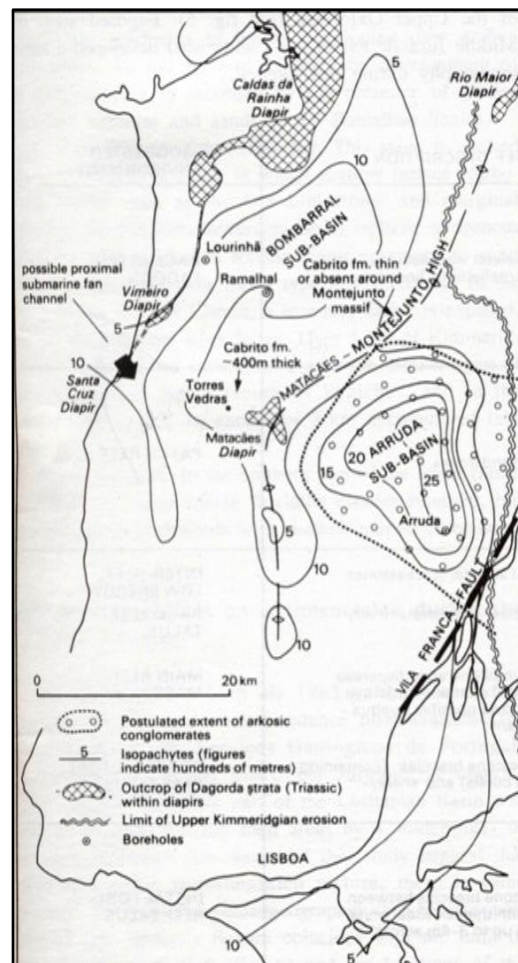 5
Caldas da
Rainha
Diapir
Rio Maior
Diapir
10
5
BOMBARRAL
SUB-BASIN
Lourinhã
possible proximal
submarine fan
channel
Cabrito fm. thin
or absent around
Montejunto
massif
Ramalhal
Vimeiro
Diapir
5
MATACÃES – MONTEJUNTO HIGH
10
Cabrito fm.
~400m thick
Santa
Cruz
Diapir
Torres
Vedras
ARRUDA
SUB-BASIN
20
15
25
Matacães
Diapir
Arruda
5
10
VILA FRANCA FAULT
10
0
20 km
Postulated extent of arkosic
conglomerates
5
Isopachytes (figures
indicate hundreds of metres)
Outcrop of Dagorda strata (Triassic)
within diapirs
Limit of Upper Kimmeridgian erosion
Boreholes
LISBOA
10
5